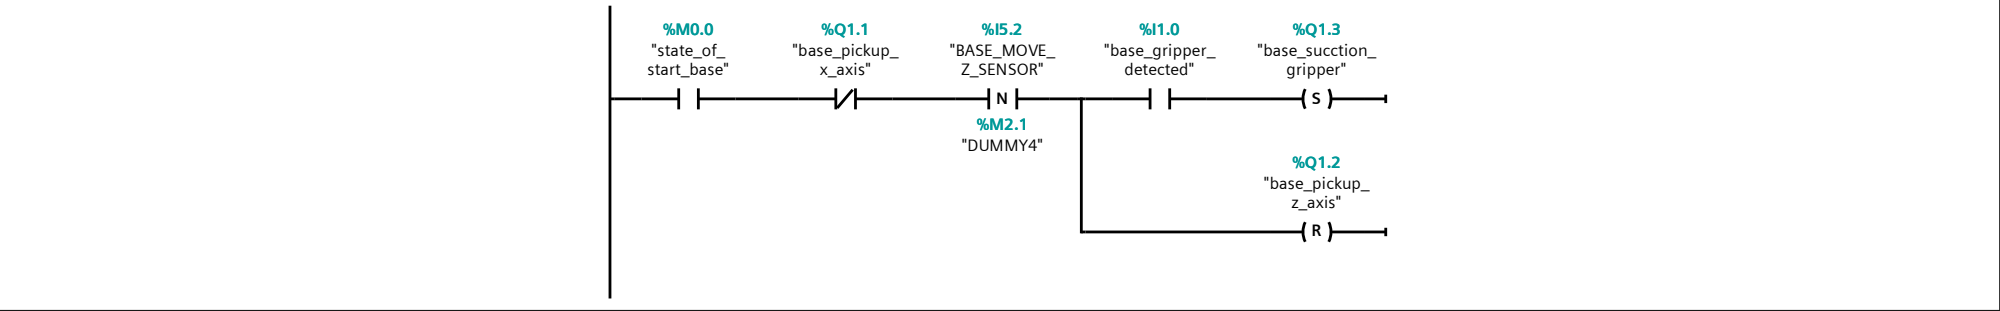 %M0.0
"state_of_
start_base"
%Q1.1
"base_pickup_
x_axis"
%I5.2
"BASE_MOVE_
Z_SENSOR"
N
%M2.1
"DUMMY4"
%I1.0
"base_gripper_
detected"
%Q1.3
"base_sucction_
gripper"
S
%Q1.2
"base_pickup_
z_axis"
R